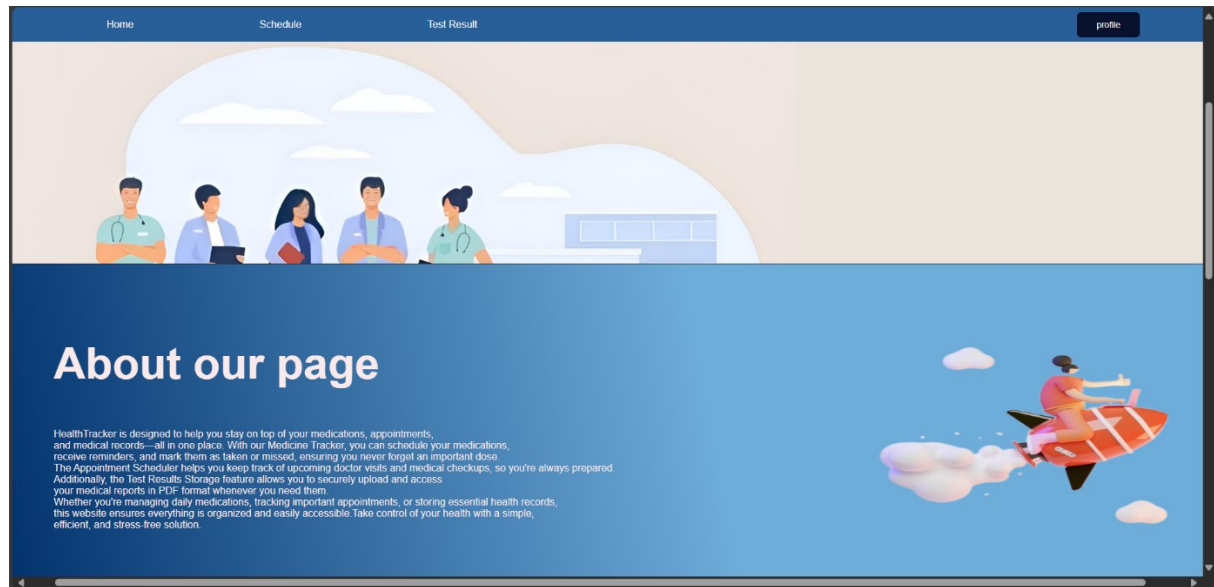 Home
Schedule
Test Result
profile
About our page
HealthTracker is designed to help you stay on top of your medications, appointments,
and medical records—all in one place. With our Medicine Tracker, you can schedule your medications,
receive reminders, and mark them as taken or missed, ensuring you never forget an important dose.
The Appointment Scheduler helps you keep track of upcoming doctor visits and medical checkups, so you're always prepared.
Additionally, the Test Results Storage feature allows you to securely upload and access
your medical reports in PDF format whenever you need them.
Whether you're managing daily medications, tracking important appointments, or storing essential health records,
this website ensures everything is organized and easily accessible.Take control of your health with a simple,
efficient, and stress-free solution.